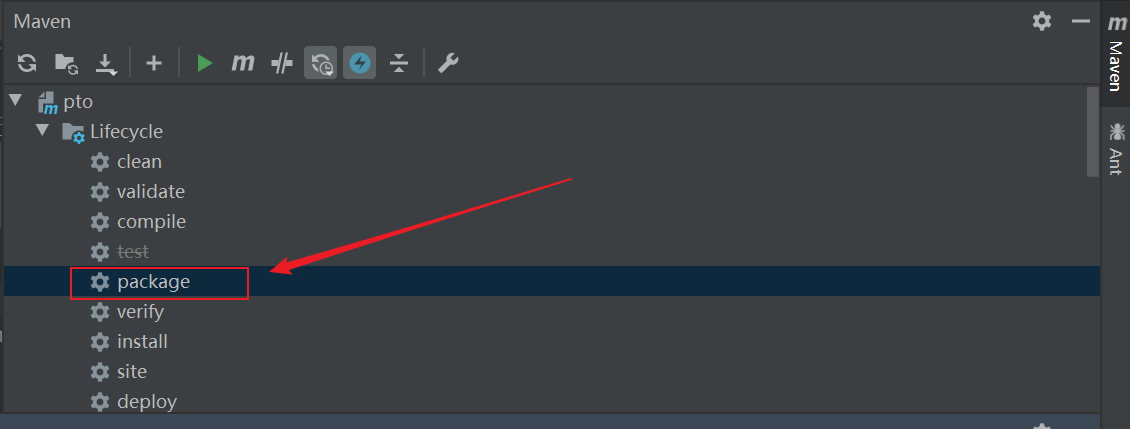 Maven
m
pto
Lifecycle
clean
validate
compile
test
package
verify
install
site
deploy
m Maven
Ant